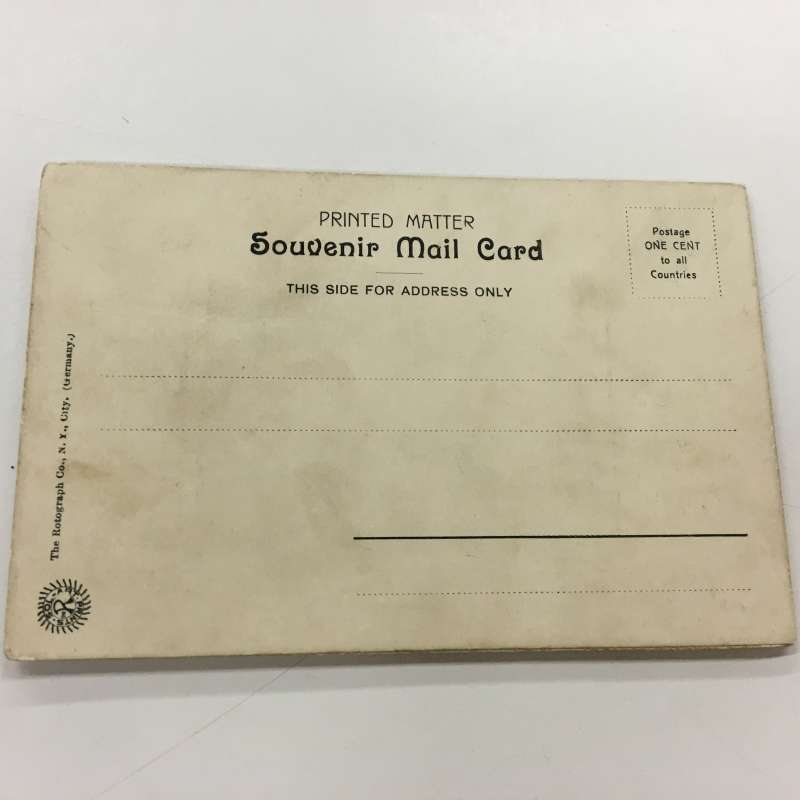 PRINTED MATTER
Souvenir Mail Card
THIS SIDE FOR ADDRESS ONLY
Postage
ONE CENT
to all
Countries
The Rotograph Co., N. Y., City. (Germany.)
R